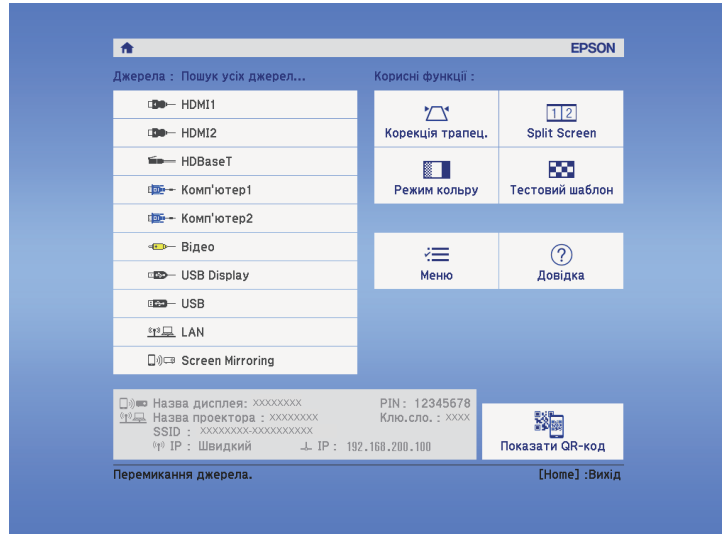 EPSON
Джерела : Пошук усіх джерел...
Корисні функції :
HDMI1
HDMI2
HDBaseT
Комп'ютер1
Комп'ютер2
Відео
USB Display
USB
LAN
Screen Mirroring
Корекція трапец.
1 2
Split Screen
Режим кольру
Тестовий шаблон
Меню
?
Довідка
Назва дисплея: XXXXXXXX
PIN : 12345678
Назва проектора : XXXXXXXX
Клю.сло. : XXXX
SSID : XXXXXXXX-XXXXXXXXXX
IP : Швидкий
IP : 192.168.200.100
Показати QR-код
Перемикання джерела.
[Home] :Вихід